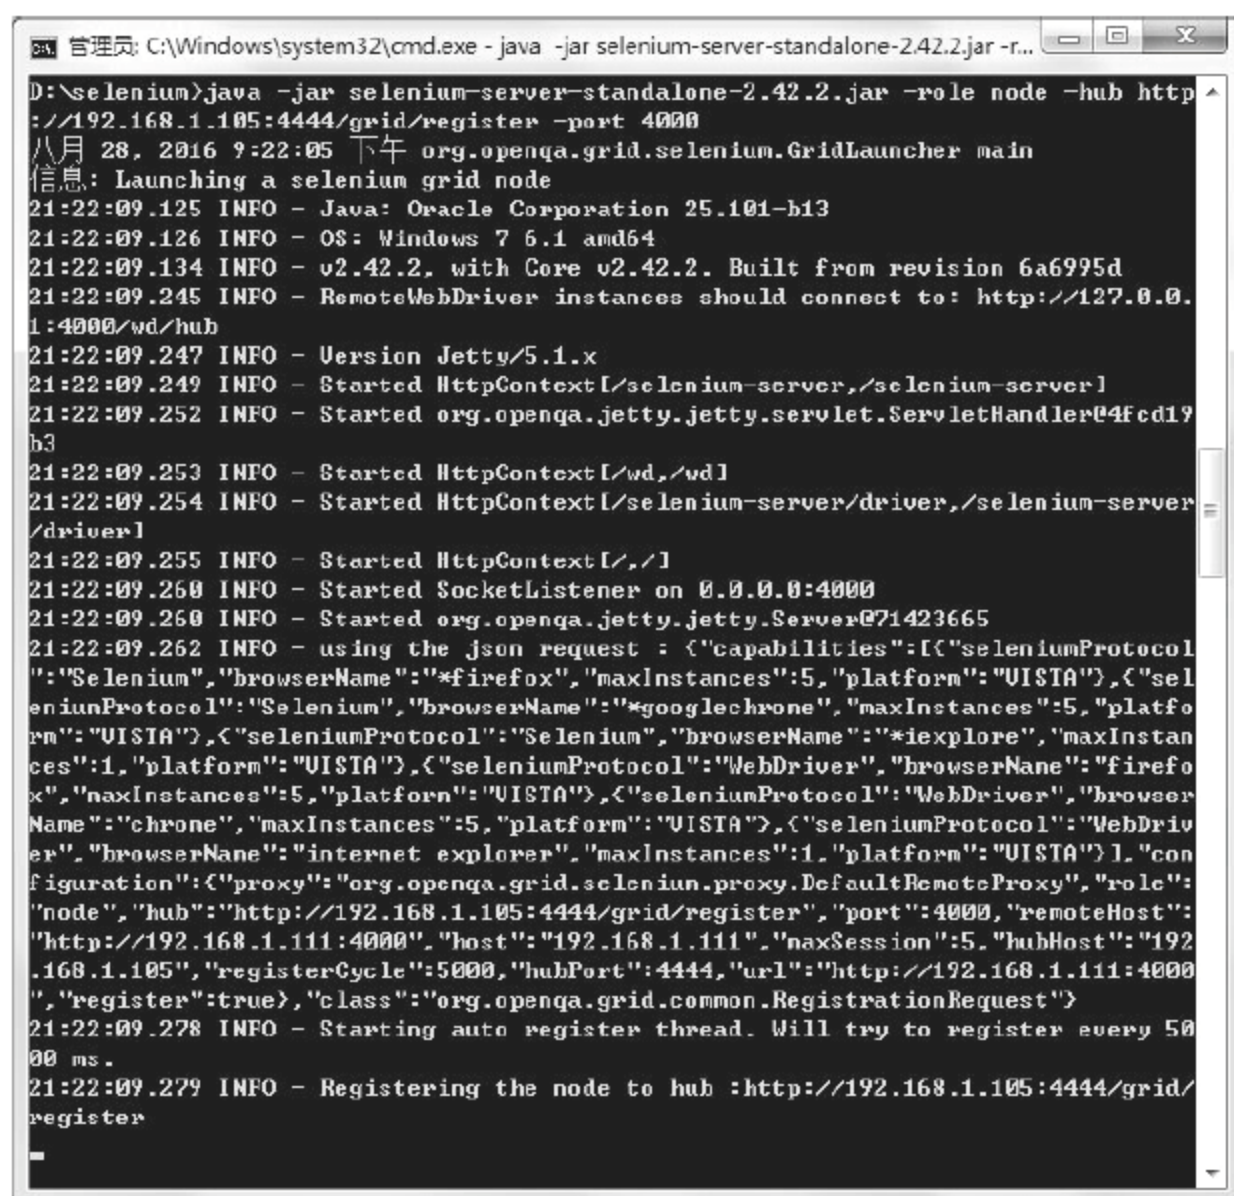 管理员: C:\Windows\system32\cmd.exe - java  -jar selenium-server-standalone-2.42.2.jar -r...
D:\selenium>java -jar selenium-server-standalone-2.42.2.jar -role node -hub http
://192.168.1.105:4444/grid/register -port 4000
八月 28, 2016 9:22:05 下午 org.openqa.grid.selenium.GridLauncher main
信息: Launching a selenium grid node
21:22:09.125 INFO - Java: Oracle Corporation 25.101-b13
21:22:09.126 INFO - OS: Windows 7 6.1 amd64
21:22:09.134 INFO - v2.42.2, with Core v2.42.2. Built from revision 6a6995d
21:22:09.245 INFO - RemoteWebDriver instances should connect to: http://127.0.0.
1:4000/wd/hub
21:22:09.247 INFO - Version Jetty/5.1.x
21:22:09.249 INFO - Started HttpContext[/selenium-server,/selenium-server]
21:22:09.252 INFO - Started org.openqa.jetty.jetty.servlet.ServletHandler@4fcd19
b3
21:22:09.253 INFO - Started HttpContext[/wd,/wd]
21:22:09.254 INFO - Started HttpContext[/selenium-server/driver,/selenium-server
/driver]
21:22:09.255 INFO - Started HttpContext[/,/]
21:22:09.260 INFO - Started SocketListener on 0.0.0.0:4000
21:22:09.260 INFO - Started org.openqa.jetty.jetty.Server@71423665
21:22:09.262 INFO - using the json request : {"capabilities":[{"seleniumProtocol
":"Selenium","browserName":"*firefox","maxInstances":5,"platform":"VISTA"},{"sel
eniumProtocol":"Selenium","browserName":"*googlechrome","maxInstances":5,"platfo
rm":"VISTA"},{"seleniumProtocol":"Selenium","browserName":"*iexplore","maxInstan
ces":1,"platform":"VISTA"},{"seleniumProtocol":"WebDriver","browserName":"firefo
x","maxInstances":5,"platform":"VISTA"},{"seleniumProtocol":"WebDriver","browser
Name":"chrome","maxInstances":5,"platform":"VISTA"},{"seleniumProtocol":"WebDriv
er","browserName":"internet explorer","maxInstances":1,"platform":"VISTA"}],"con
figuration":{"proxy":"org.openqa.grid.selenium.proxy.DefaultRemoteProxy","role":
"node","hub":"http://192.168.1.105:4444/grid/register","port":4000,"remoteHost":
"http://192.168.1.111:4000","host":"192.168.1.111","maxSession":5,"hubHost":"192
.168.1.105","registerCycle":5000,"hubPort":4444,"url":"http://192.168.1.111:4000
","register":true},"class":"org.openqa.grid.common.RegistrationRequest"}
21:22:09.278 INFO - Starting auto register thread. Will try to register every 50
00 ms.
21:22:09.279 INFO - Registering the node to hub :http://192.168.1.105:4444/grid/
register